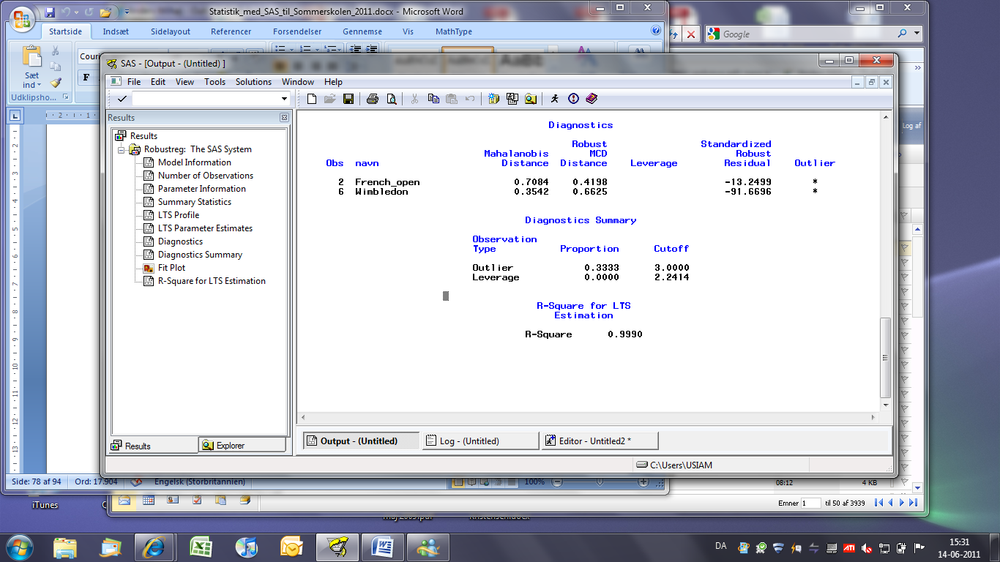 Statistik_med_SAS_til_Sommerskolen_2011.docx - Microsoft Word
Startside Indsæt Sidelayout Referencer Forsendelser Gennemse Vis MathType
Google
Sæt
ind
Udklipsho...
Couri
F
Log af
SAS - [Output - (Untitled) ]
File Edit View Tools Solutions Window Help
Results
Results
Robustreg: The SAS System
Model Information
Number of Observations
Parameter Information
Summary Statistics
LTS Profile
LTS Parameter Estimates
Diagnostics
Diagnostics Summary
Fit Plot
R-Square for LTS Estimation
Diagnostics
Robust Standardized
Mahalanobis MCD Robust
Obs navn Distance Distance Leverage Residual Outlier
2 French_open 0.7084 0.4198 -13.2499 *
6 Wimbledon 0.3542 0.6625 -91.6696 *
Diagnostics Summary
Observation
Type Proportion Cutoff
Outlier 0.3333 3.0000
Leverage 0.0000 2.2414
R-Square for LTS
Estimation
R-Square 0.9990
Results Explorer
Output - (Untitled) Log - (Untitled) Editor - Untitled2 *
C:\Users\USIAM
Side: 78 af 94 Ord: 17.904 Engelsk (Storbritannien) 100%
08:12 4 KB
iTunes
Emner 1 til 50 af 3939
DA
15:31
14-06-2011